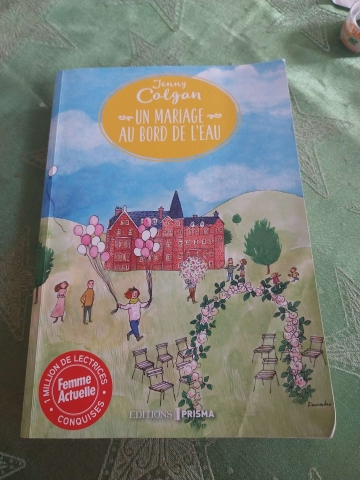 Jenny
Colgan
UN MARIAGE
AU BORD DE L'EAU
1 MILLION DE LECTRICES
Femme
Actuelle
CONQUISES
EDITIONS PRISMA